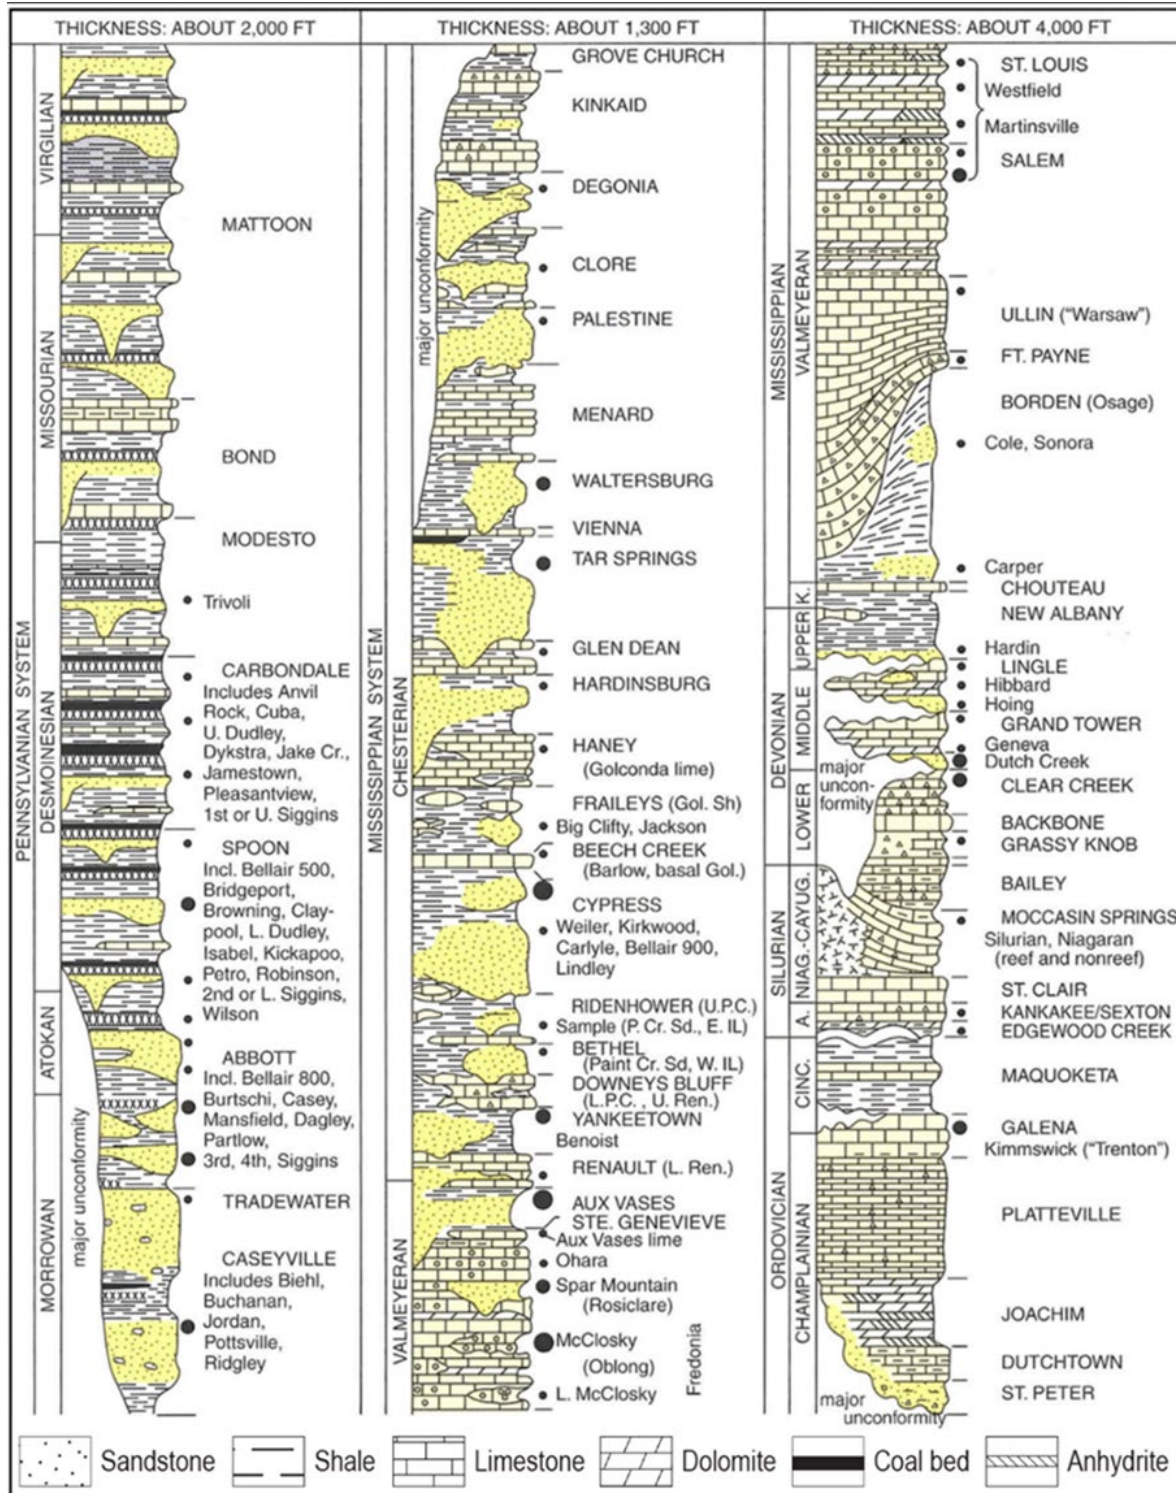 THICKNESS: ABOUT 2,000 FT
VIRGILIAN
MATTOON
MISSOURIAN
BOND
MODESTO
Trivoli
PENNSYLVANIAN SYSTEM
DESMOINESIAN
CARBONDALE
Includes Anvil
Rock, Cuba,
U. Dudley,
Dykstra, Jake Cr.,
Jamestown,
Pleasantview,
1st or U. Siggins
SPOON
Incl. Bellair 500,
Bridgeport,
Browning, Clay-
pool, L. Dudley,
Isabel, Kickapoo,
Petro, Robinson,
2nd or L. Siggins,
Wilson
ATOKAN
ABBOTT
Incl. Bellair 800,
Burtschi, Casey,
Mansfield, Dagley,
Partlow,
3rd, 4th, Siggins
MORROWAN
major unconformity
TRADEWATER
CASEYVILLE
Includes Biehl,
Buchanan,
Jordan,
Pottsville,
Ridgley
THICKNESS: ABOUT 1,300 FT
GROVE CHURCH
KINKAID
DEGONIA
major unconformity
CLORE
PALESTINE
MENARD
WALTERSBURG
VIENNA
TAR SPRINGS
MISSISSIPPIAN SYSTEM
CHESTERIAN
GLEN DEAN
HARDINSBURG
HANEY
(Golconda lime)
FRAILEYS (Gol. Sh)
Big Clifty, Jackson
BEECH CREEK
(Barlow, basal Gol.)
CYPRESS
Weiler, Kirkwood,
Carlyle, Bellair 900,
Lindley
RIDENHOWER (U.P.C.)
Sample (P. Cr. Sd., E. IL)
BETHEL
(Paint Cr. Sd, W. IL)
DOWNEYS BLUFF
(L.P.C. , U. Ren.)
YANKEETOWN
Benoist
RENAULT (L. Ren.)
VALMEYERAN
AUX VASES
STE. GENEVIEVE
Aux Vases lime
Ohara
Spar Mountain
(Rosiclare)
McClosky
(Oblong)
L. McClosky
Fredonia
THICKNESS: ABOUT 4,000 FT
ST. LOUIS
Westfield
Martinsville
SALEM
MISSISSIPPIAN
VALMEYERAN
ULLIN ("Warsaw")
FT. PAYNE
BORDEN (Osage)
Cole, Sonora
Carper
K.
CHOUTEAU
NEW ALBANY
DEVONIAN
UPPER
Hardin
LINGLE
MIDDLE
Hibbard
Hoing
GRAND TOWER
Geneva
Dutch Creek
major
uncon-
formity
LOWER
CLEAR CREEK
BACKBONE
GRASSY KNOB
BAILEY
SILURIAN
NIAG.-CAYUG.
MOCCASIN SPRINGS
Silurian, Niagaran
(reef and nonreef)
ST. CLAIR
A.
KANKAKEE/SEXTON
EDGEWOOD CREEK
ORDOVICIAN
CINC.
MAQUOKETA
GALENA
Kimmswick ("Trenton")
CHAMPLAINIAN
PLATTEVILLE
JOACHIM
DUTCHTOWN
ST. PETER
major
unconformity
Sandstone
Shale
Limestone
Dolomite
Coal bed
Anhydrite